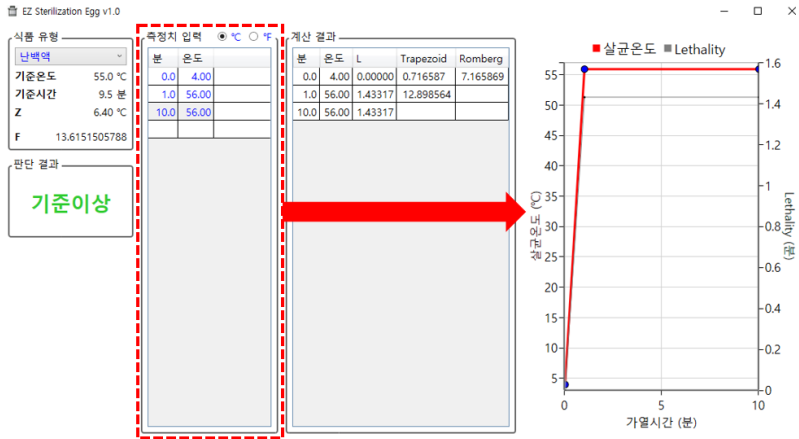 EZ Sterilization Egg v1.0
식품 유형
난백액
기준온도 55.0 ℃
기준시간 9.5 분
Z 6.40 ℃
F 13.6151505788
판단 결과
기준이상
측정치 입력 ℃ ℉
분 온도
0.0 4.00
1.0 56.00
10.0 56.00
계산 결과
분 온도 L Trapezoid Romberg
0.0 4.00 0.00000 0.716587 7.165869
1.0 56.00 1.43317 12.898564
10.0 56.00 1.43317
살균온도 Lethality
살균온도 (℃)
55
50
45
40
35
30
25
20
15
10
5
1.6
1.4
1.2
1
0.8
0.6
0.4
0.2
0
Lethality (분)
0 5 10
가열시간 (분)